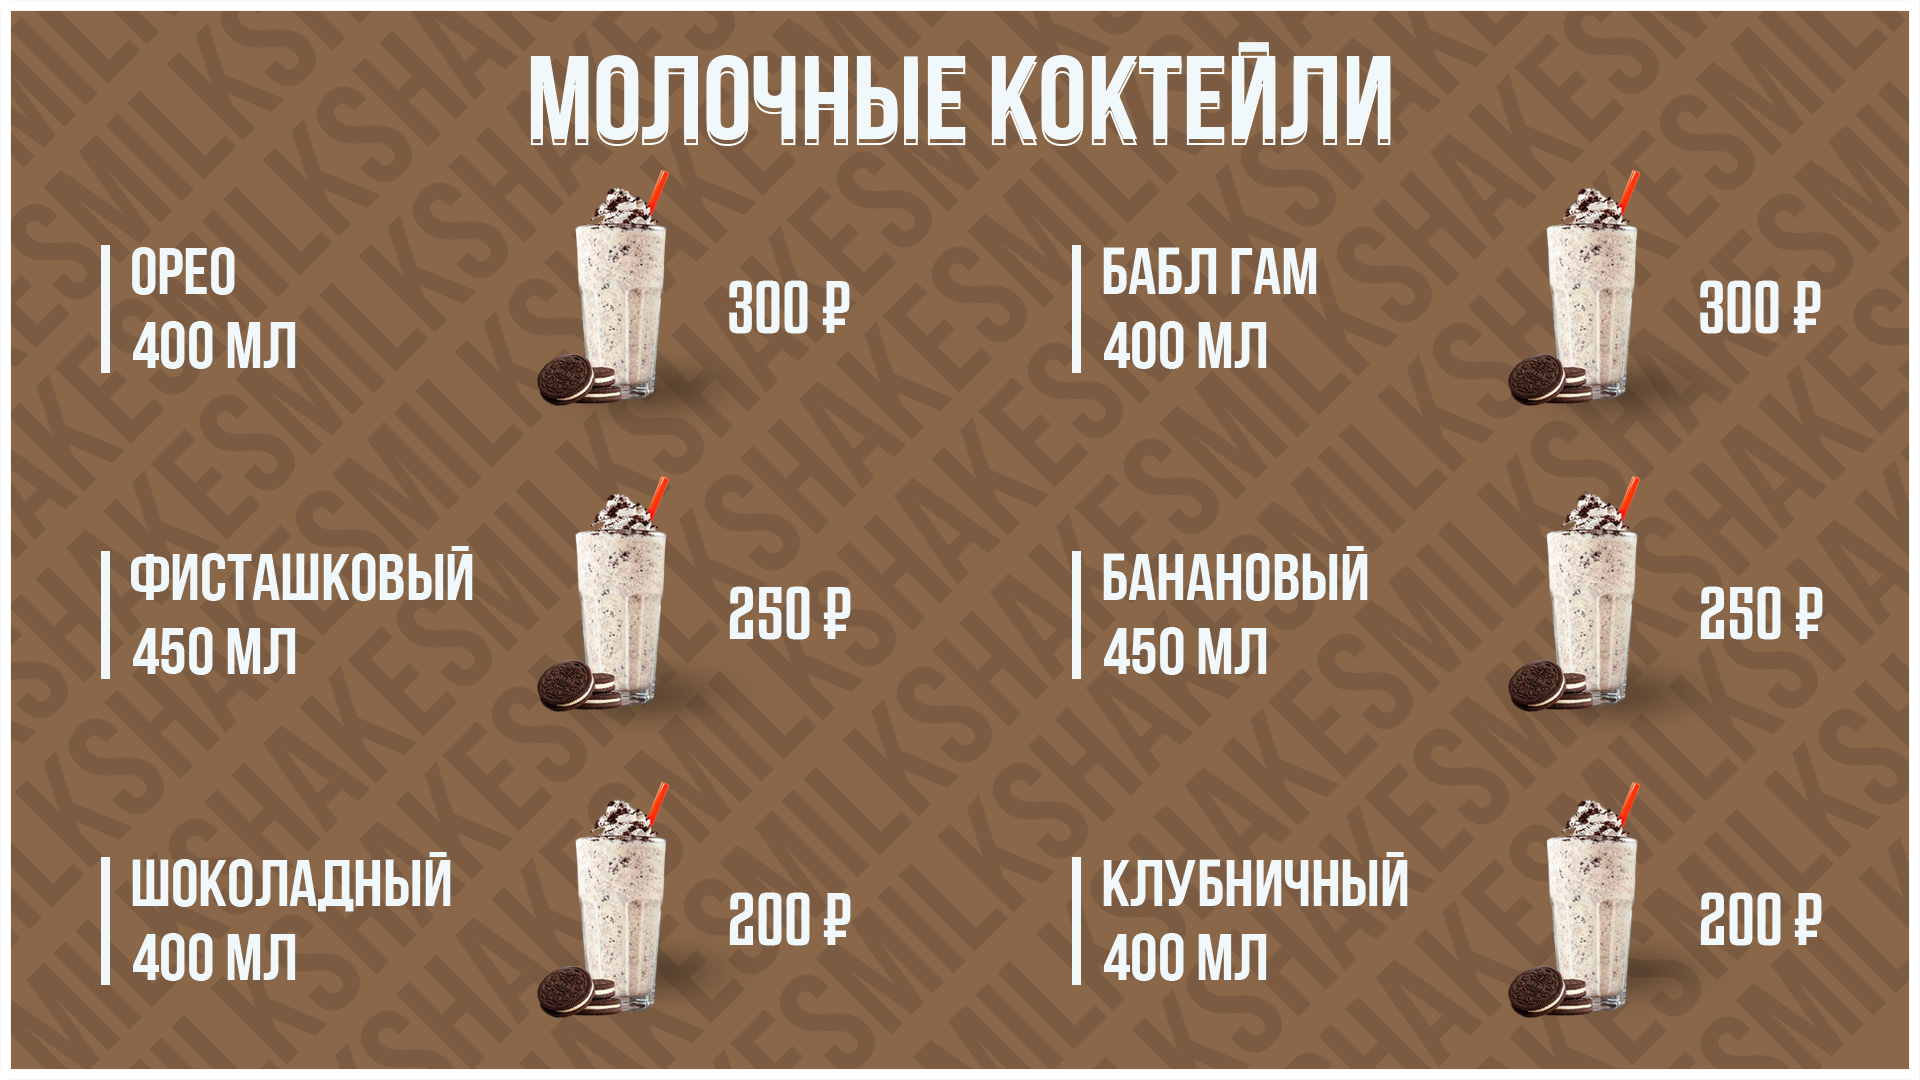 МОЛОЧНЫЕ КОКТЕЙЛИ
ОРЕО
400 МЛ
300 ₽
БАБЛ ГАМ
400 МЛ
300 ₽
ФИСТАШКОВЫЙ
450 МЛ
250 ₽
БАНАНОВЫЙ
450 МЛ
250 ₽
ШОКОЛАДНЫЙ
400 МЛ
200 ₽
КЛУБНИЧНЫЙ
400 МЛ
200 ₽
MILKSHAKES